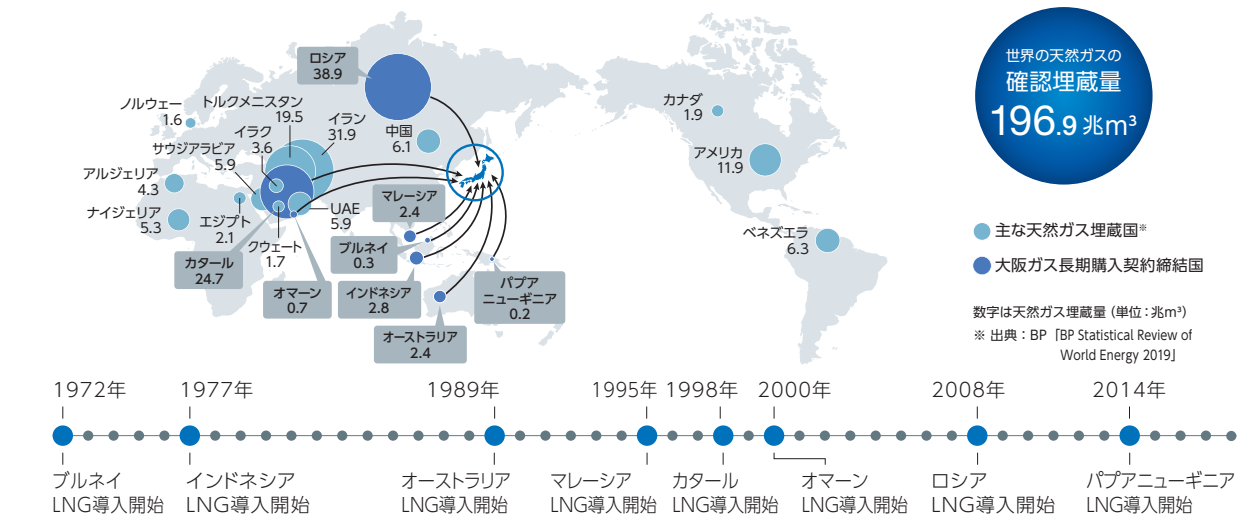 ロシア
38.9
ノルウェー
1.6
トルクメニスタン
19.5
イラン
31.9
イラク
3.6
サウジアラビア
5.9
アルジェリア
4.3
ナイジェリア
5.3
エジプト
2.1
クウェート
1.7
UAE
5.9
中国
6.1
カタール
24.7
オマーン
0.7
マレーシア
2.4
ブルネイ
0.3
インドネシア
2.8
オーストラリア
2.4
パプア
ニューギニア
0.2
カナダ
1.9
アメリカ
11.9
ベネズエラ
6.3
世界の天然ガスの
確認埋蔵量
196.9 兆m³
主な天然ガス埋蔵国※
大阪ガス長期購入契約締結国
数字は天然ガス埋蔵量(単位:兆m³)
※ 出典:BP「BP Statistical Review of
World Energy 2019」
1972年
1977年
1989年
1995年
1998年
2000年
2008年
2014年
ブルネイ
LNG導入開始
インドネシア
LNG導入開始
オーストラリア
LNG導入開始
マレーシア
LNG導入開始
カタール
LNG導入開始
オマーン
LNG導入開始
ロシア
LNG導入開始
パプアニューギニア
LNG導入開始